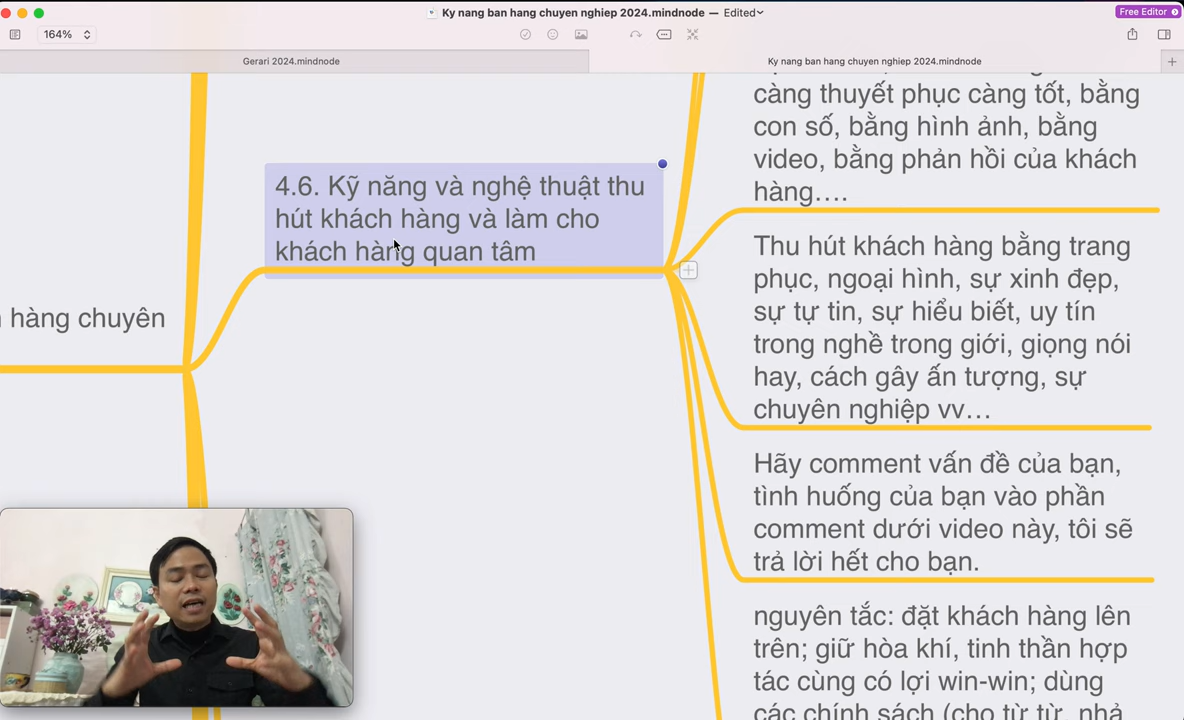 Ky nang ban hang chuyen nghiep 2024.mindnode — Edited
Free Editor
164%
Gerari 2024.mindnode
Ky nang ban hang chuyen nghiep 2024.mindnode
càng thuyết phục càng tốt, bằng
con số, bằng hình ảnh, bằng
video, bằng phản hồi của khách
hàng….
4.6. Kỹ năng và nghệ thuật thu
hút khách hàng và làm cho
khách hàng quan tâm
hàng chuyên
Thu hút khách hàng bằng trang
phục, ngoại hình, sự xinh đẹp,
sự tự tin, sự hiểu biết, uy tín
trong nghề trong giới, giọng nói
hay, cách gây ấn tượng, sự
chuyên nghiệp vv…
Hãy comment vấn đề của bạn,
tình huống của bạn vào phần
comment dưới video này, tôi sẽ
trả lời hết cho bạn.
nguyên tắc: đặt khách hàng lên
trên; giữ hòa khí, tinh thần hợp
tác cùng có lợi win-win; dùng
các chính sách (cho từ từ, nhả